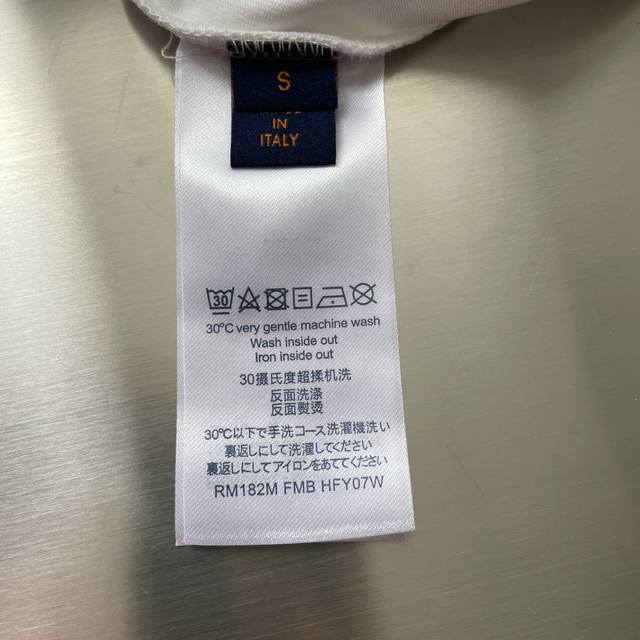 S
IN
ITALY
30
30°C very gentle machine wash
Wash inside out
Iron inside out
30摄氏度超揉机洗
反面洗涤
反面熨烫
30℃以下で手洗コース洗濯機洗い
裏返しにして洗濯してください
裏返しにしてアイロンをあててください
RM182M FMB HFY07W